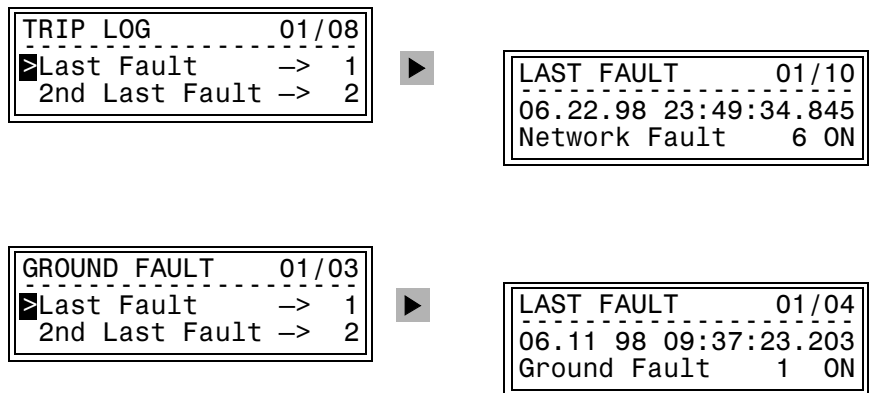 TRIP LOG 01/08
>Last Fault —> 1
2nd Last Fault —> 2
LAST FAULT 01/10
06.22.98 23:49:34.845
Network Fault 6 ON
GROUND FAULT 01/03
>Last Fault —> 1
2nd Last Fault —> 2
LAST FAULT 01/04
06.11 98 09:37:23.203
Ground Fault 1 ON